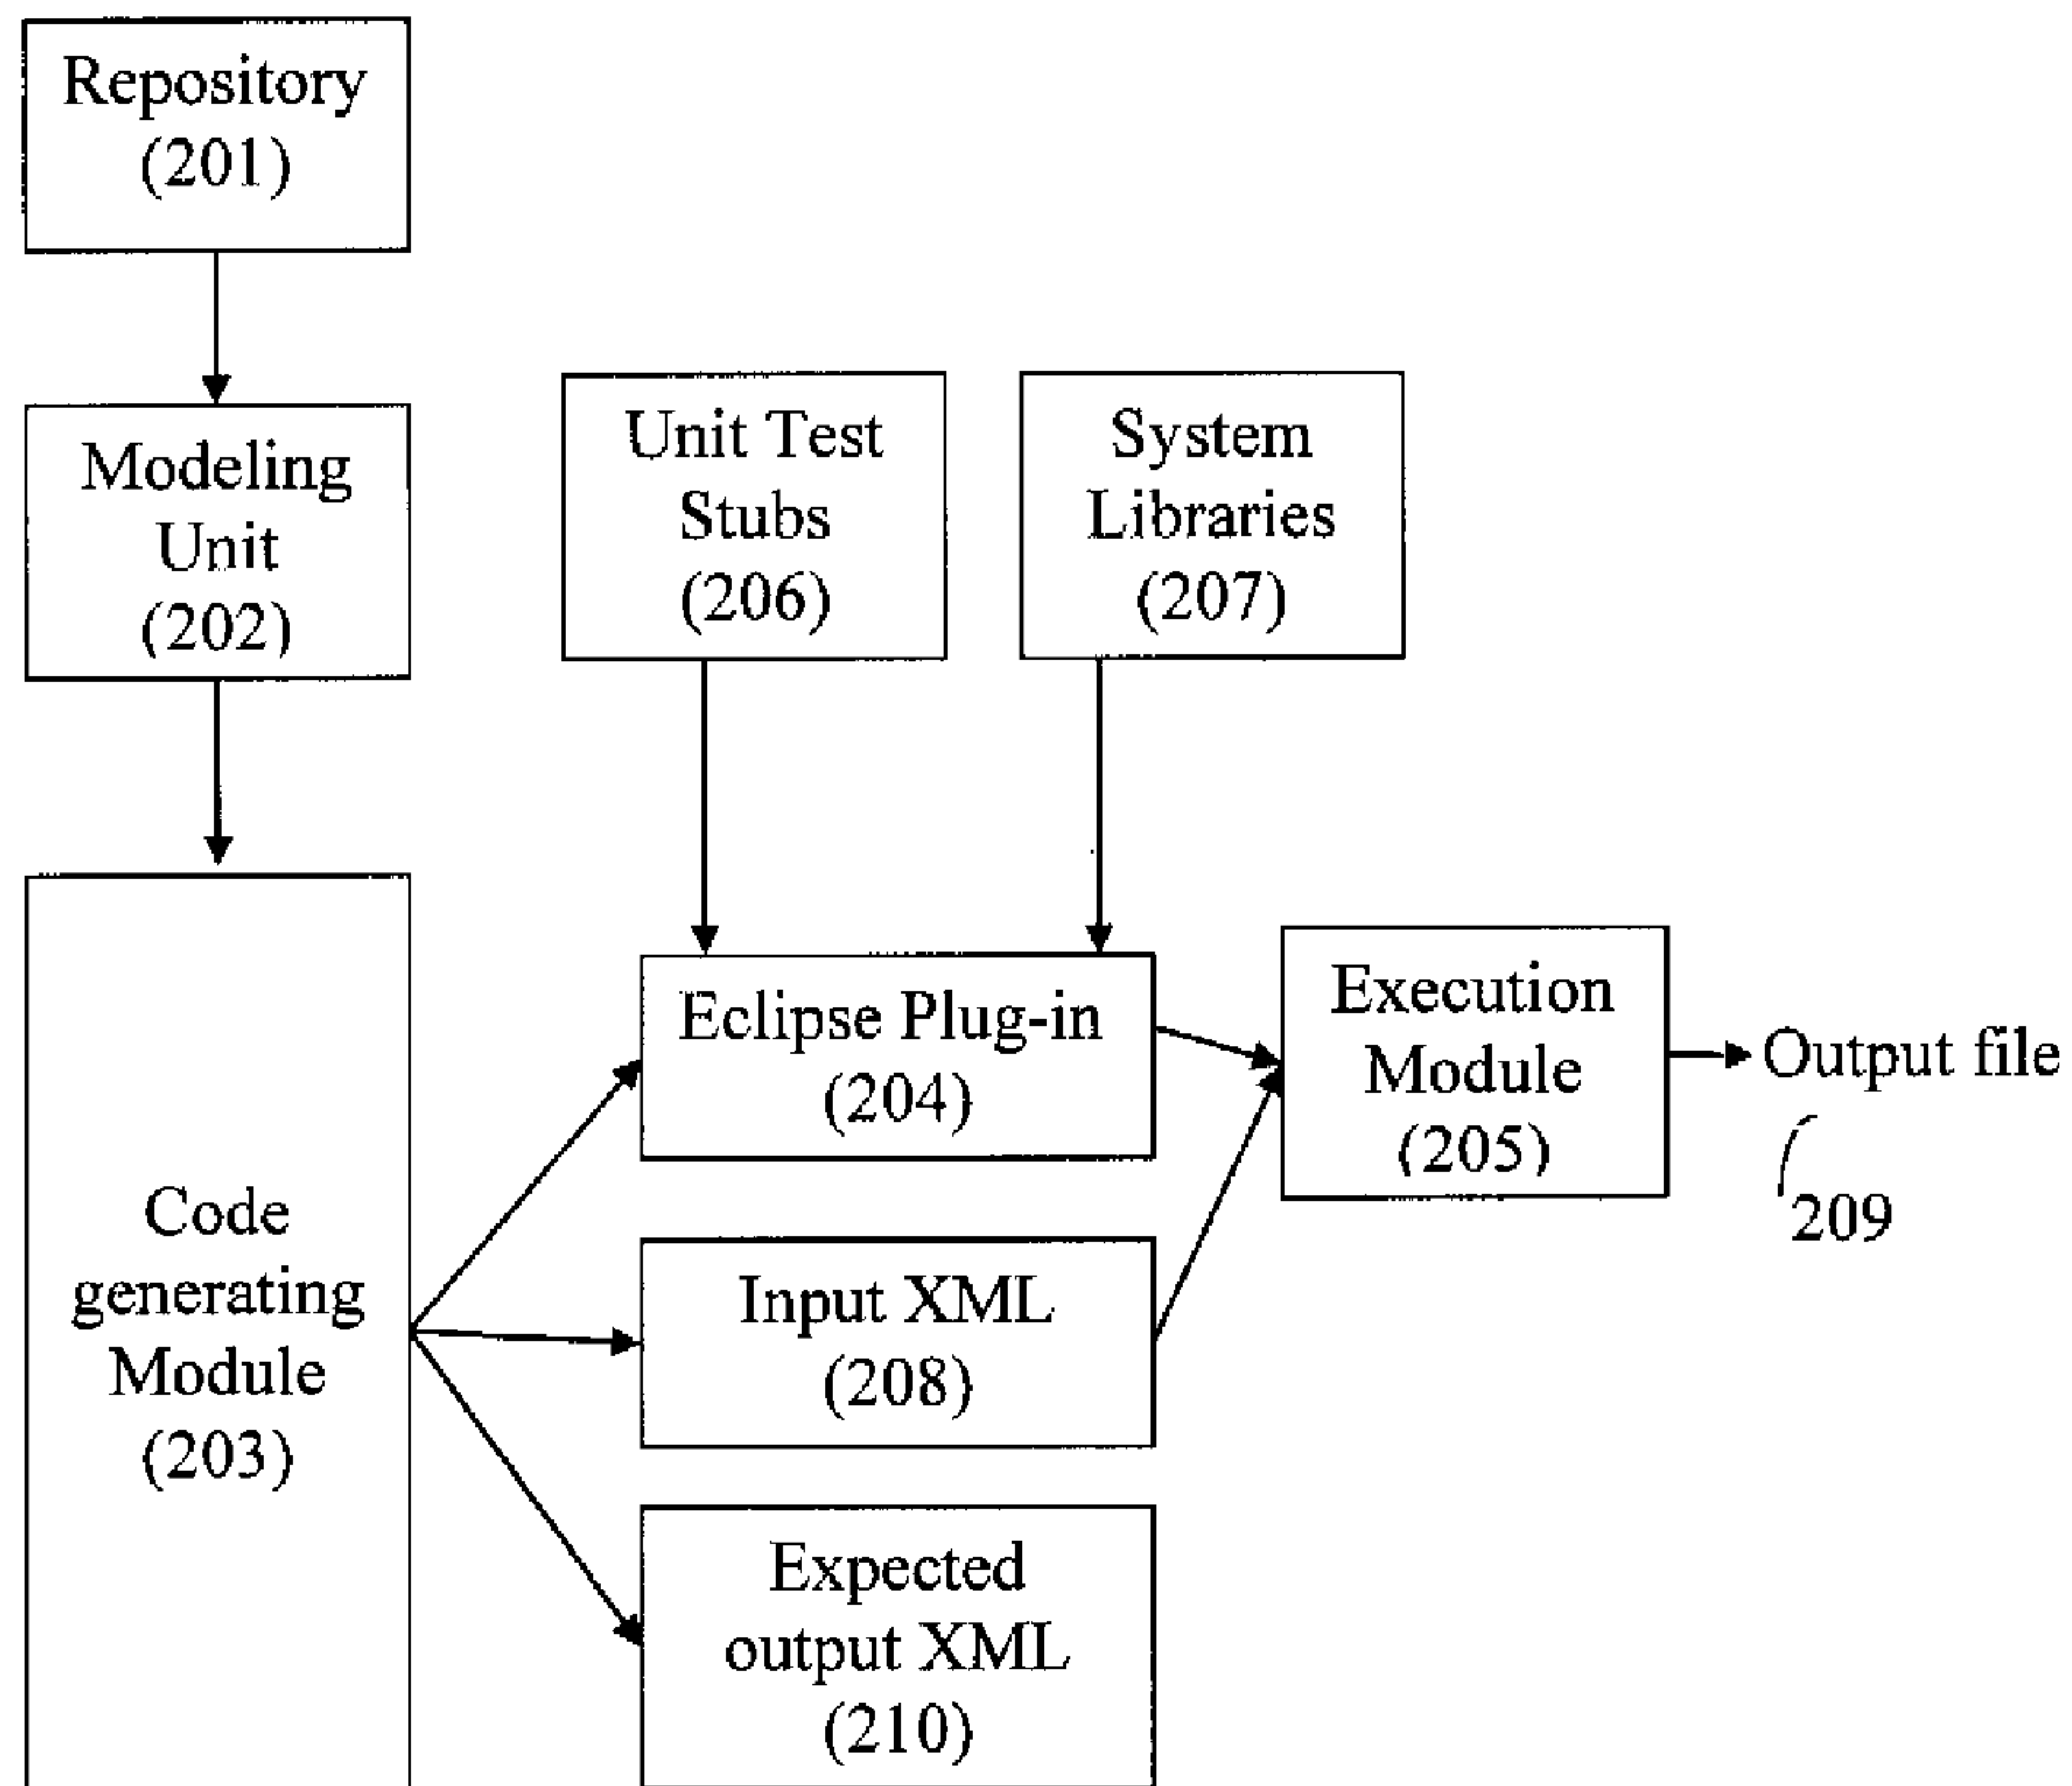 Repository
(201)
Modeling
Unit
(202)
Unit Test
Stubs
(206)
System
Libraries
(207)
Code
generating
Module
(203)
Eclipse Plug-in
(204)
Input XML
(208)
Expected
output XML
(210)
Execution
Module
(205)
Output file
209